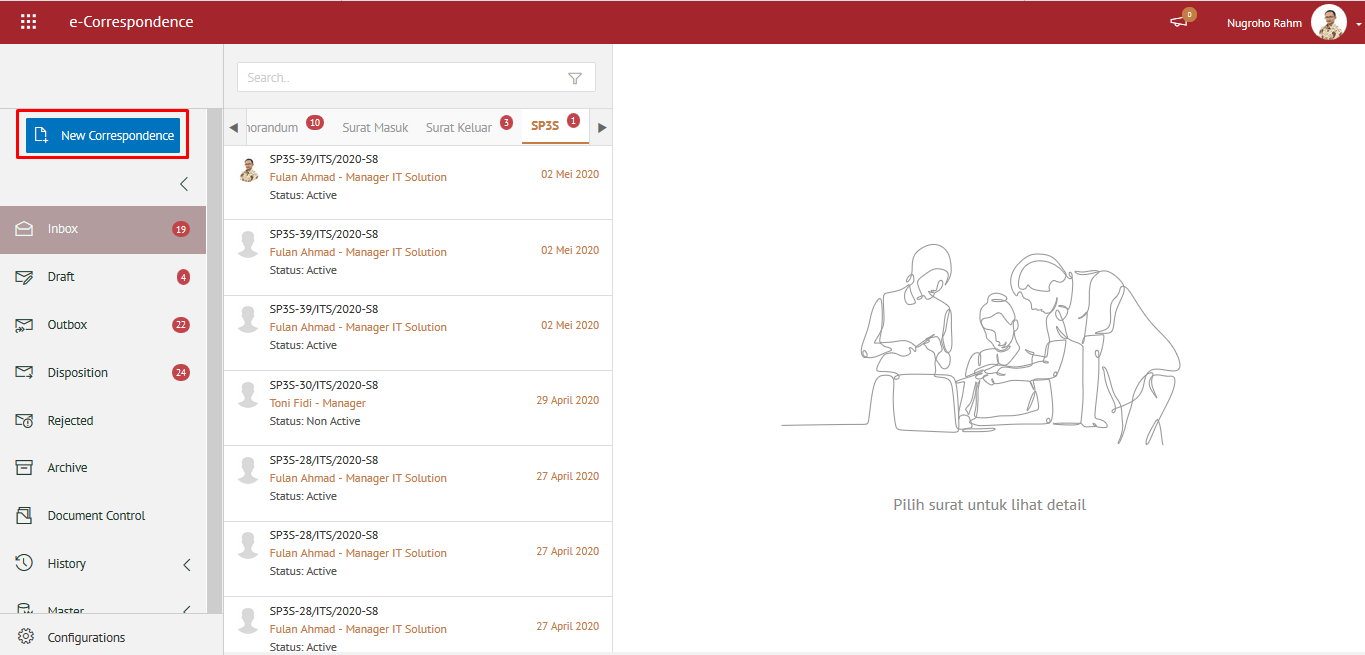 e-Correspondence
0
Nugroho Rahm
Search..
New Correspondence
norandum 10
Surat Masuk
Surat Keluar 3
SP3S 1
Inbox 19
Draft 4
Outbox 22
Disposition 24
Rejected
Archive
Document Control
History
Master
Configurations
SP3S-39/ITS/2020-S8
Fulan Ahmad - Manager IT Solution
02 Mei 2020
Status: Active
SP3S-39/ITS/2020-S8
Fulan Ahmad - Manager IT Solution
02 Mei 2020
Status: Active
SP3S-39/ITS/2020-S8
Fulan Ahmad - Manager IT Solution
02 Mei 2020
Status: Active
SP3S-30/ITS/2020-S8
Toni Fidi - Manager
29 April 2020
Status: Non Active
SP3S-28/ITS/2020-S8
Fulan Ahmad - Manager IT Solution
27 April 2020
Status: Active
SP3S-28/ITS/2020-S8
Fulan Ahmad - Manager IT Solution
27 April 2020
Status: Active
SP3S-28/ITS/2020-S8
Fulan Ahmad - Manager IT Solution
27 April 2020
Status: Active
Pilih surat untuk lihat detail